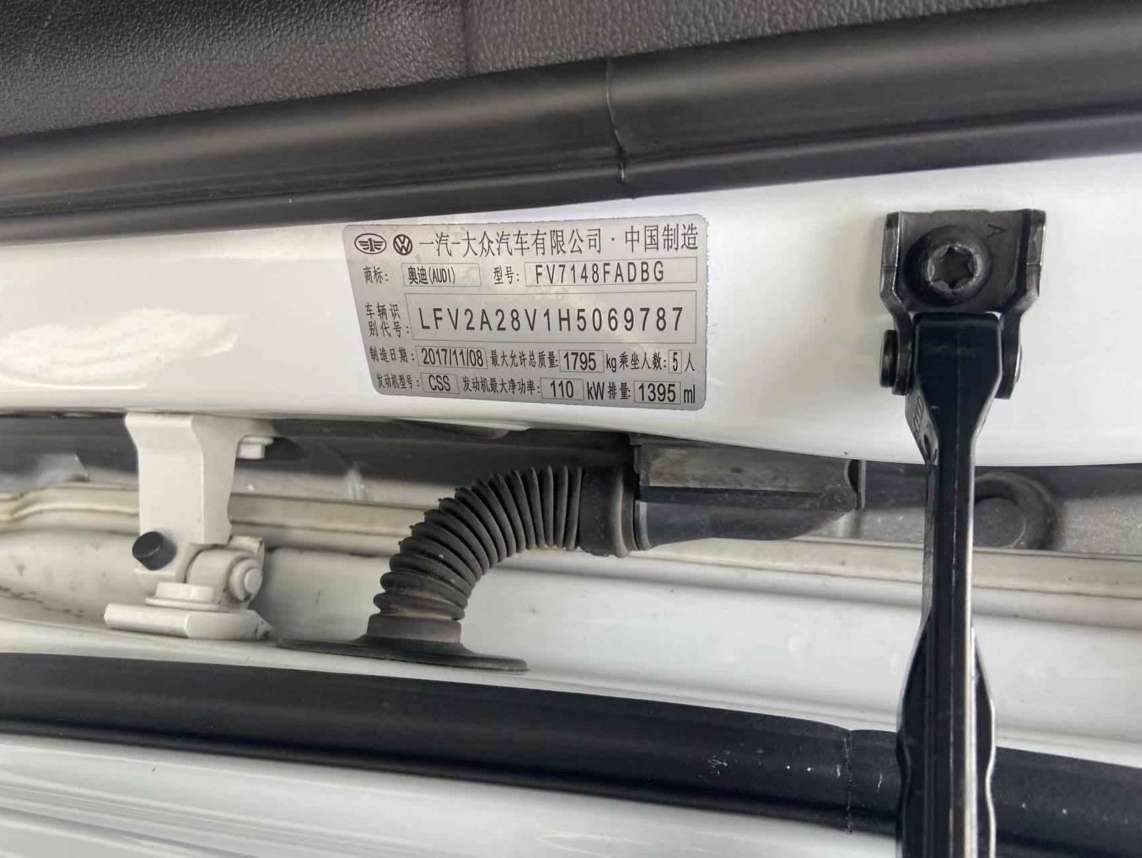 一汽-大众汽车有限公司·中国制造
商标: 奥迪(AUDI) 型号: FV7148FADBG
车辆识别代号: LFV2A28V1H5069787
制造日期: 2017/11/08 最大允许总质量: 1795 kg 乘坐人数: 5 人
发动机型号: CSS 发动机最大净功率: 110 kW 排量: 1395 ml
A